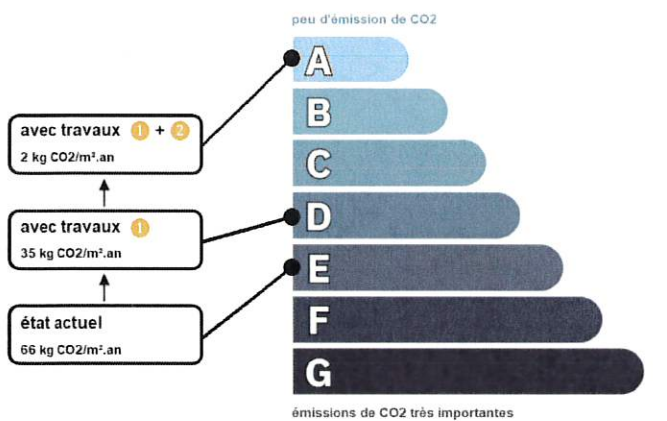 peu d'émission de CO2
A
B
C
D
E
F
G
émissions de CO2 très importantes
avec travaux 1 + 2
2 kg CO2/m².an
avec travaux 1
35 kg CO2/m².an
état actuel
66 kg CO2/m².an